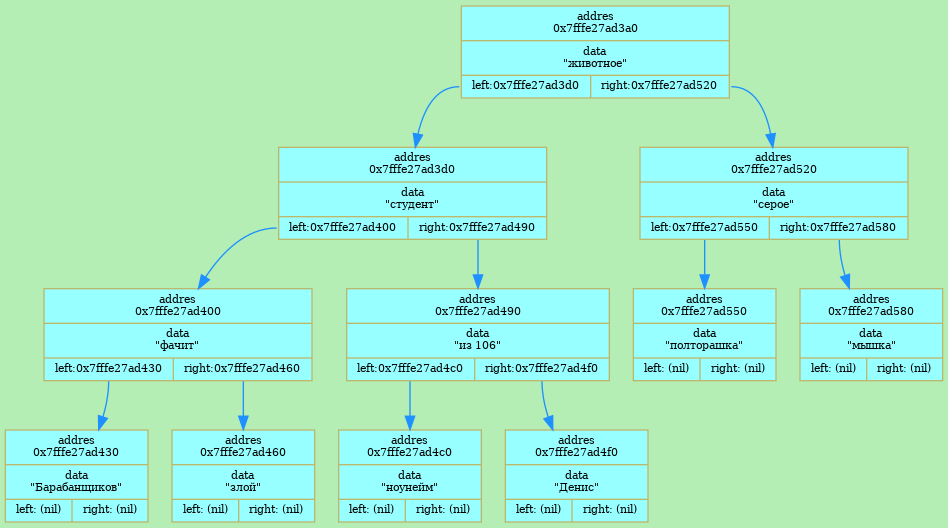 addres
0x7fffe27ad3a0
data
"животное"
left:0x7fffe27ad3d0 right:0x7fffe27ad520
addres
0x7fffe27ad3d0
data
"студент"
left:0x7fffe27ad400 right:0x7fffe27ad490
addres
0x7fffe27ad520
data
"серое"
left:0x7fffe27ad550 right:0x7fffe27ad580
addres
0x7fffe27ad400
data
"фачит"
left:0x7fffe27ad430 right:0x7fffe27ad460
addres
0x7fffe27ad490
data
"из 106"
left:0x7fffe27ad4c0 right:0x7fffe27ad4f0
addres
0x7fffe27ad550
data
"полторашка"
left: (nil) right: (nil)
addres
0x7fffe27ad580
data
"мышка"
left: (nil) right: (nil)
addres
0x7fffe27ad430
data
"Барабанщиков"
left: (nil) right: (nil)
addres
0x7fffe27ad460
data
"злой"
left: (nil) right: (nil)
addres
0x7fffe27ad4c0
data
"ноунейм"
left: (nil) right: (nil)
addres
0x7fffe27ad4f0
data
"Денис"
left: (nil) right: (nil)